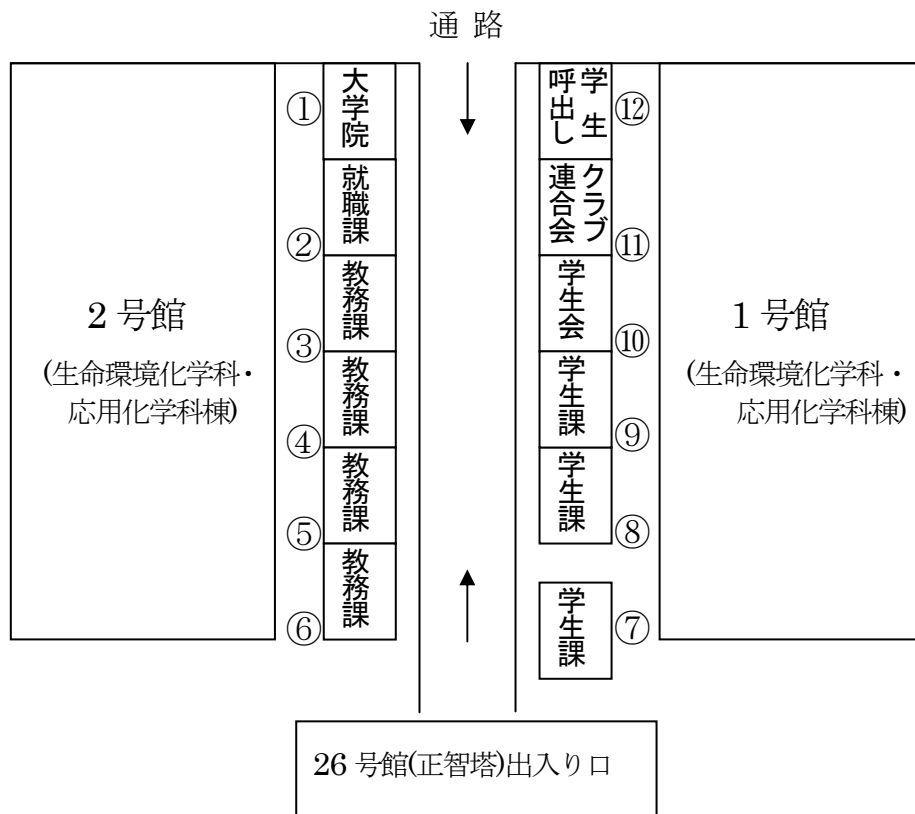 通 路
① 大学院
② 就職課
③ 教務課
④ 教務課
⑤ 教務課
⑥ 教務課
2 号館
(生命環境化学科・
応用化学科棟)
学 生
呼出し
⑫
クラブ
連合会
⑪
学生会 ⑩
学生課 ⑨
学生課 ⑧
学生課 ⑦
1 号館
(生命環境化学科・
応用化学科棟)
26 号館(正智塔)出入り口